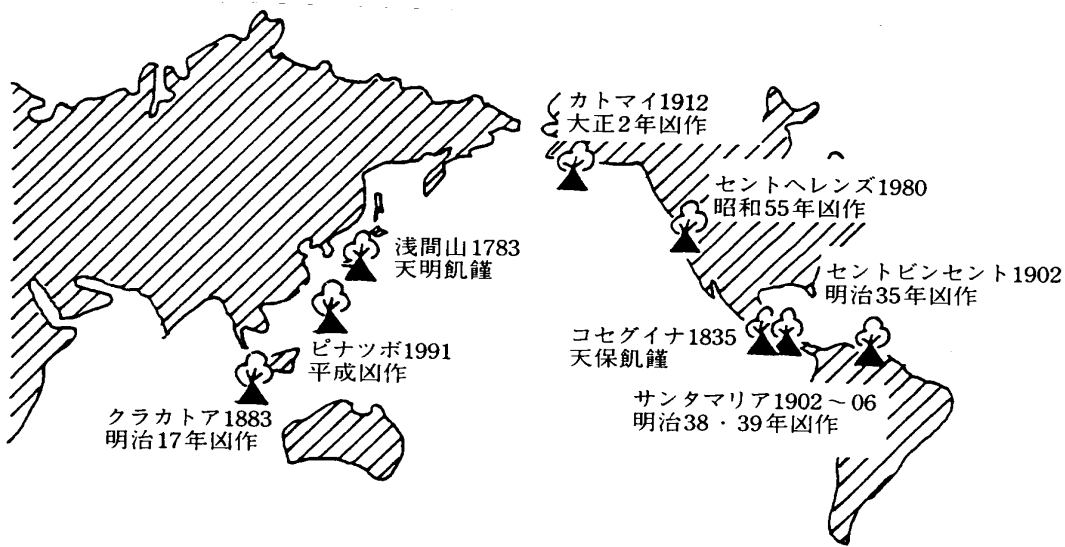 カトマイ1912
大正2年凶作
セントヘレンズ1980
昭和55年凶作
浅間山1783
天明飢饉
セントビンセント1902
明治35年凶作
コセグイナ1835
天保飢饉
ピナツボ1991
平成凶作
サンタマリア1902～06
明治38・39年凶作
クラカトア1883
明治17年凶作